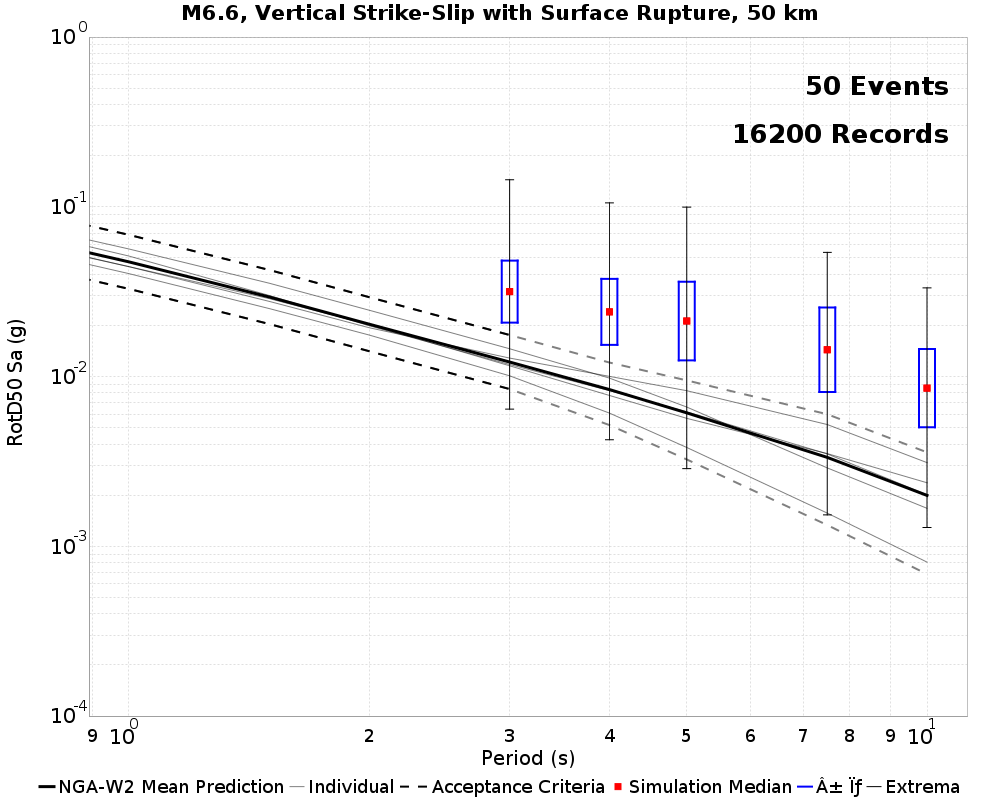 M6.6, Vertical Strike-Slip with Surface Rupture, 50 km
50 Events
16200 Records
10^0
10^-1
10^-2
10^-3
10^-4
RotD50 Sa (g)
9 10^0 2 3 4 5 6 7 8 9 10^1
Period (s)
NGA-W2 Mean Prediction Individual Acceptance Criteria Simulation Median Â± Ïƒ Extrema